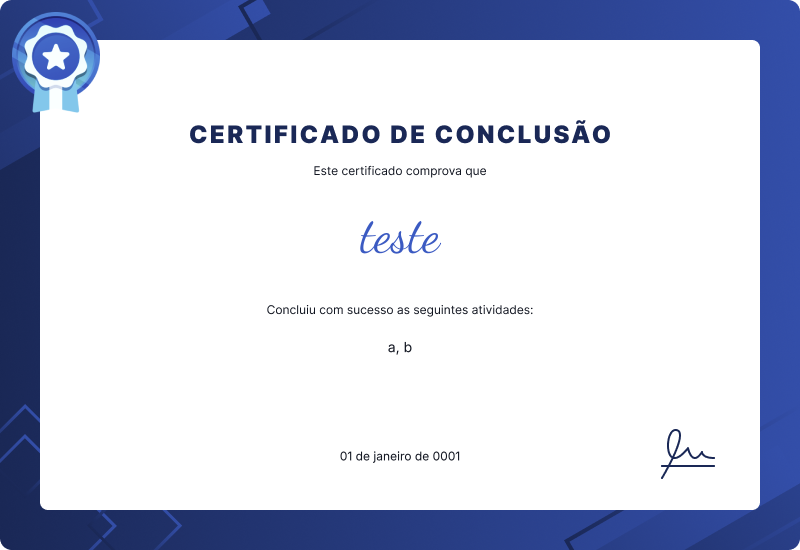 CERTIFICADO DE CONCLUSÃO
Este certificado comprova que
teste
Concluiu com sucesso as seguintes atividades:
a, b
01 de janeiro de 0001